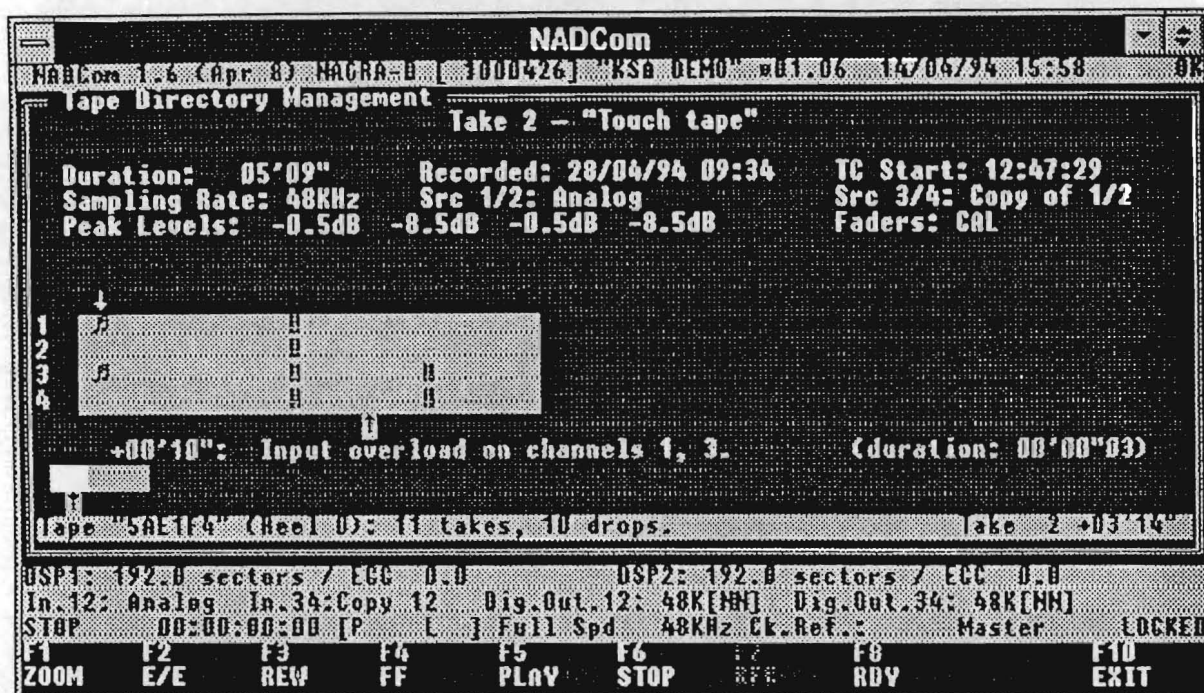 NADCom
NADCom 1.6 (Apr 8) NAGRA-D [ 1000426] "KSA DEMO" v01.06 14/04/94 15:58 OK
Tape Directory Management
Take 2 – "Touch tape"
Duration: 05'09" Recorded: 28/04/94 09:34 TC Start: 12:47:29
Sampling Rate: 48KHz Src 1/2: Analog Src 3/4: Copy of 1/2
Peak Levels: -0.5dB -8.5dB -0.5dB -8.5dB Faders: CAL
1
2
3
4
+00'10": Input overload on channels 1, 3. (duration: 00'00"03)
Tape "5AE1F4" (Reel 0): 11 takes, 10 drops. Take 2 +03'14"
DSP1: 192.0 sectors / ECC 0.0 DSP2: 192.0 sectors / ECC 0.0
In.12: Analog In.34:Copy 12 Dig.Out.12: 48K[NN] Dig.Out.34: 48K[NN]
STOP 00:00:00:00 [P L ] Full Spd 48KHz Ck.Ref.: Master LOCKED
F1 F2 F3 F4 F5 F6 F7 F8 F10
ZOOM E/E REW FF PLAY STOP RDY EXIT